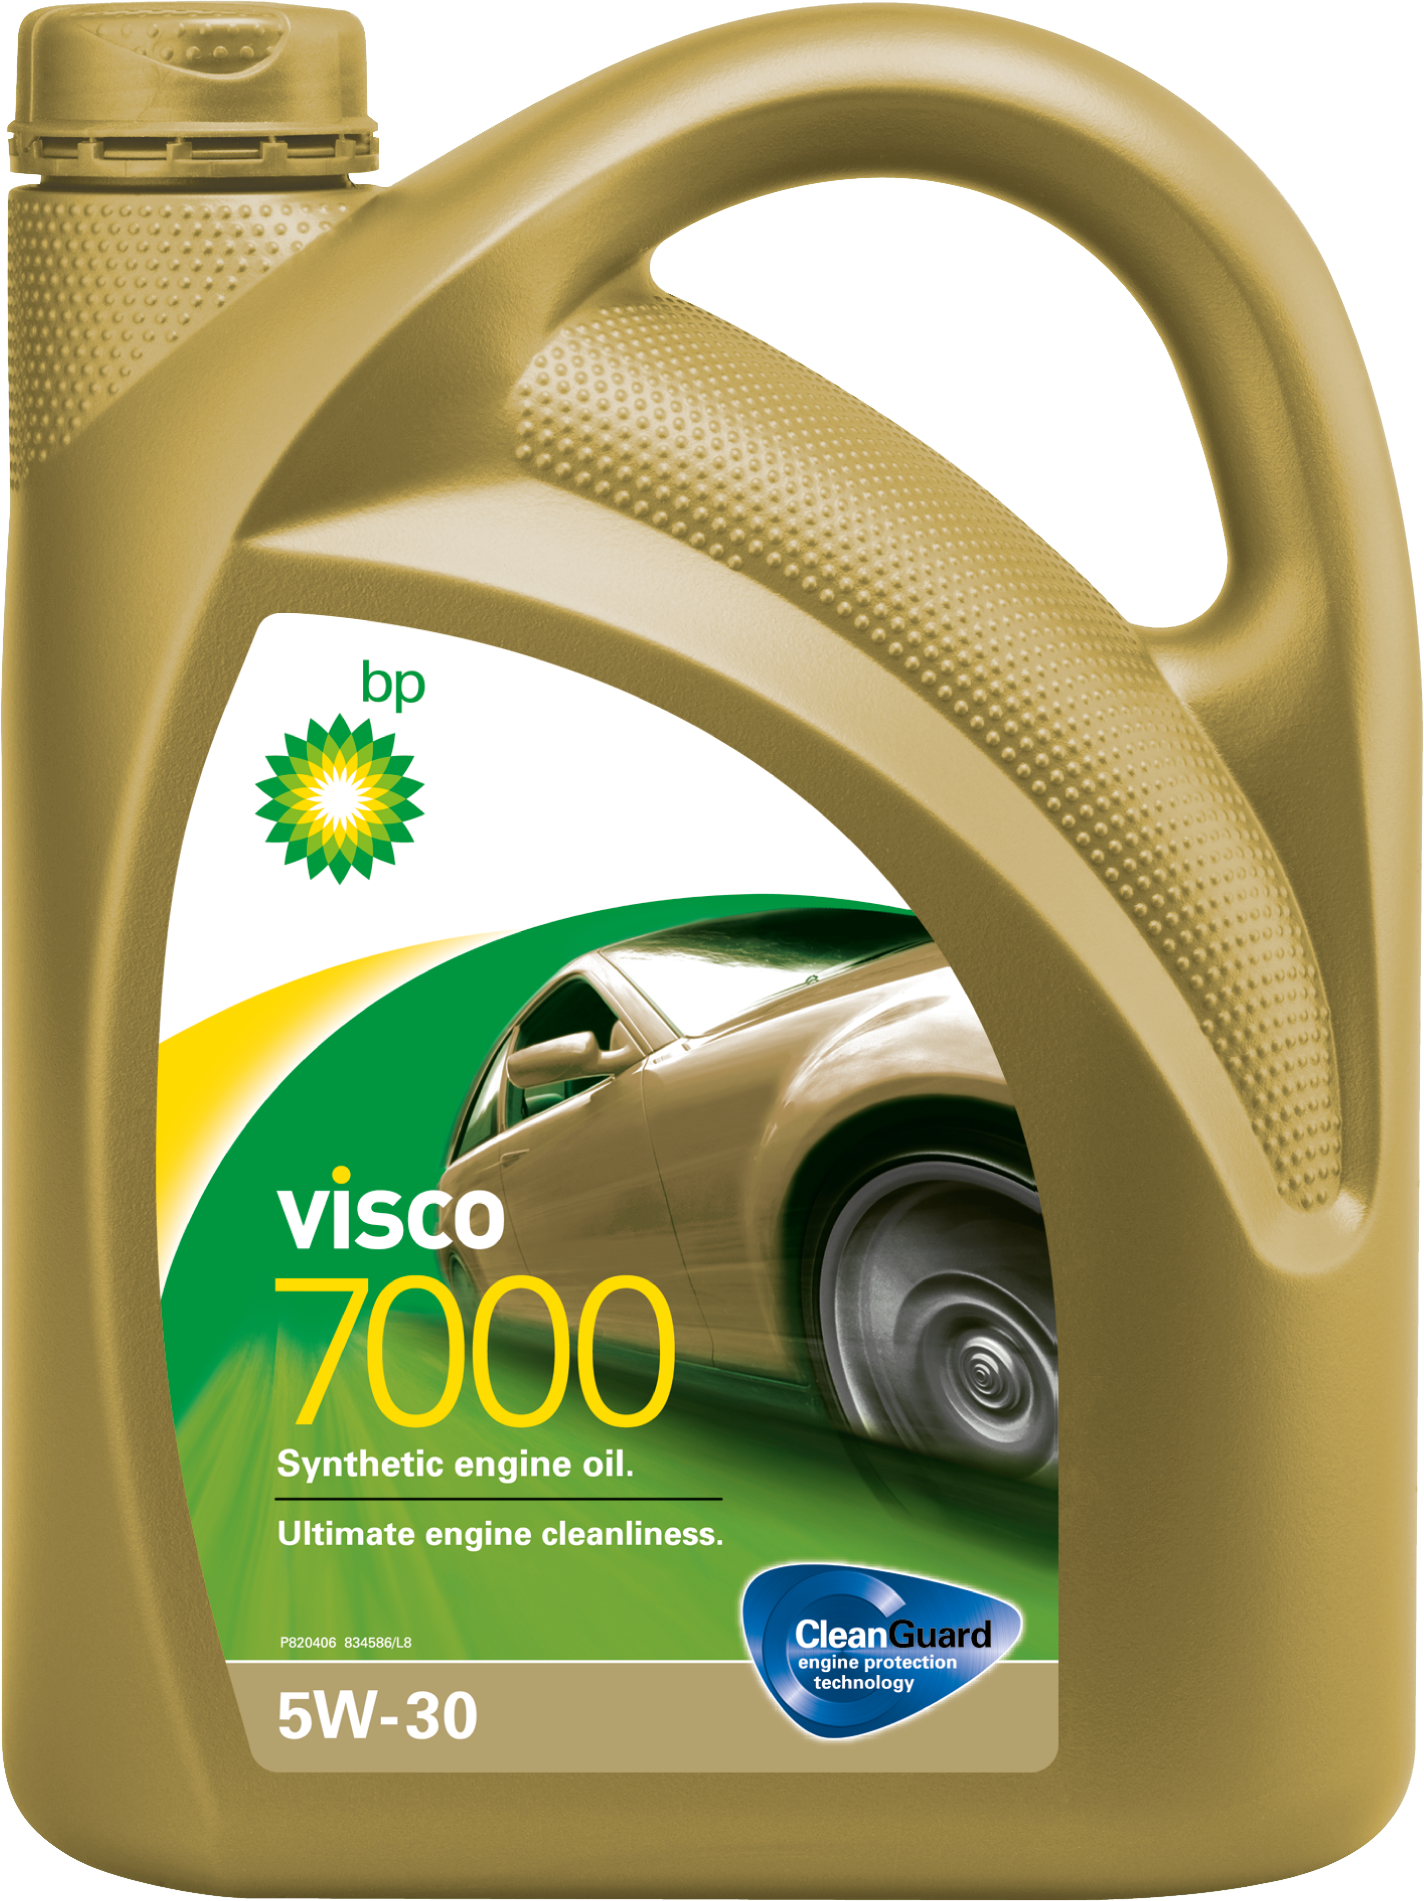 bp
visco
7000
Synthetic engine oil.
Ultimate engine cleanliness.
P820406 834586/L8
CleanGuard
engine protection
technology
5W-30